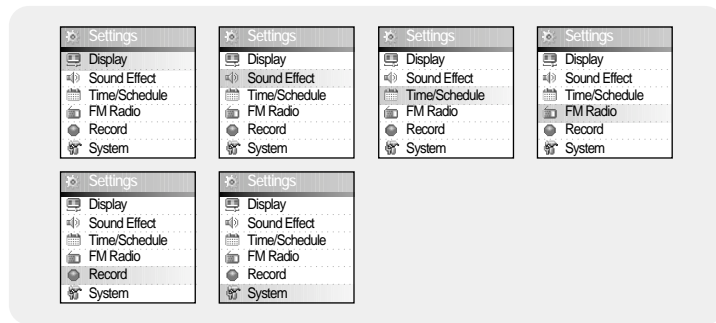 Settings
Display
Sound Effect
Time/Schedule
FM Radio
Record
System
Settings
Display
Sound Effect
Time/Schedule
FM Radio
Record
System
Settings
Display
Sound Effect
Time/Schedule
FM Radio
Record
System
Settings
Display
Sound Effect
Time/Schedule
FM Radio
Record
System
Settings
Display
Sound Effect
Time/Schedule
FM Radio
Record
System
Settings
Display
Sound Effect
Time/Schedule
FM Radio
Record
System